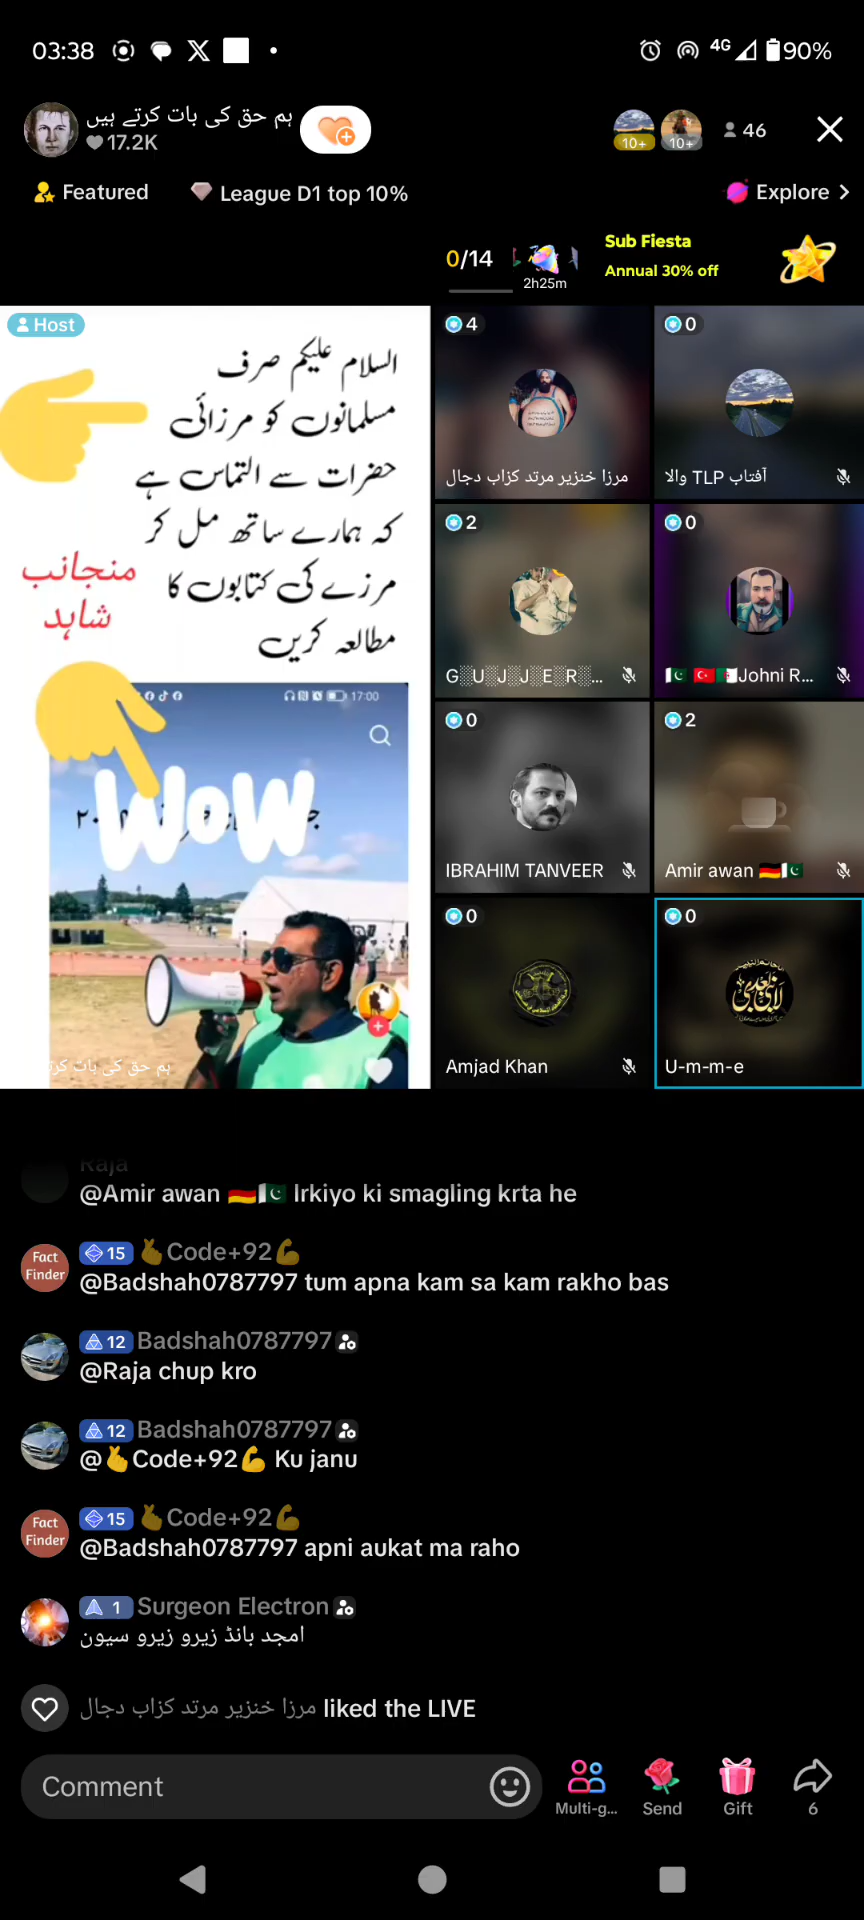 03:38
4G
90%
ہم حق کی بات کرتے ہیں
17.2K
10+
10+
46
Featured
League D1 top 10%
Explore
0/14
2h25m
Sub Fiesta
Annual 30% off
Host
السلام علیکم صرف
مسلمانوں کو مرزائی
حضرات سے التماس ہے
کہ ہمارے ساتھ مل کر
مرزے کی کتابوں کا
مطالعہ کریں
منجانب
شاہد
17:00
WOW
ہم حق کی بات کرتے
4
مرزا خنزیر مرتد کزاب دجال
0
آفتاب TLP والا
2
G░U░J░J░E░R░...
0
🇵🇰 🇹🇷🇩🇿Johni R...
0
IBRAHIM TANVEER
2
Amir awan 🇩🇪🇵🇰
0
Amjad Khan
0
U-m-m-e
Raja
@Amir awan 🇩🇪🇵🇰 lrkiyo ki smagling krta he
Fact
Finder
15 🫰Code+92💪
@Badshah0787797 tum apna kam sa kam rakho bas
12 Badshah0787797
@Raja chup kro
12 Badshah0787797
@🫰Code+92💪 Ku janu
Fact
Finder
15 🫰Code+92💪
@Badshah0787797 apni aukat ma raho
1 Surgeon Electron
امجد بانڈ زیرو زیرو سیون
مرزا خنزیر مرتد کزاب دجال liked the LIVE
Comment
Multi-g...
Send
Gift
6